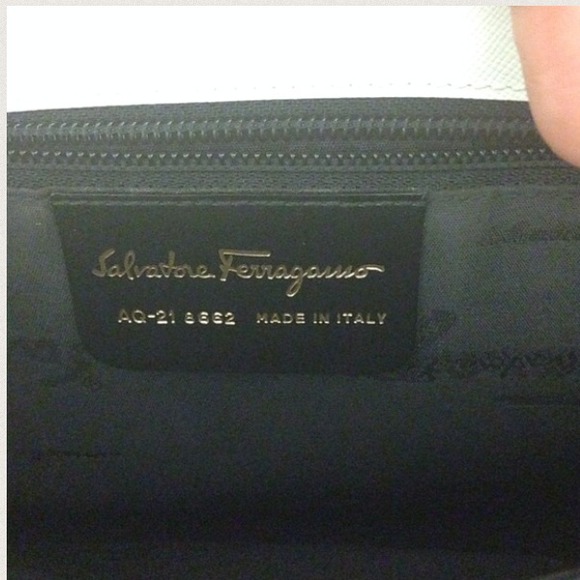 Salvatore Ferragamo
AQ-21 8662 MADE IN ITALY